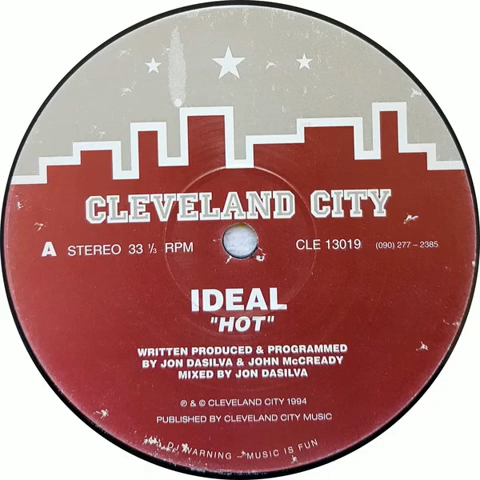 CLEVELAND CITY
A STEREO 33 ⅓ RPM CLE 13019 (090) 277 – 2385
IDEAL
"HOT"
WRITTEN PRODUCED & PROGRAMMED
BY JON DASILVA & JOHN McCREADY
MIXED BY JON DASILVA
℗ & © CLEVELAND CITY 1994
PUBLISHED BY CLEVELAND CITY MUSIC
DJ WARNING – MUSIC IS FUN